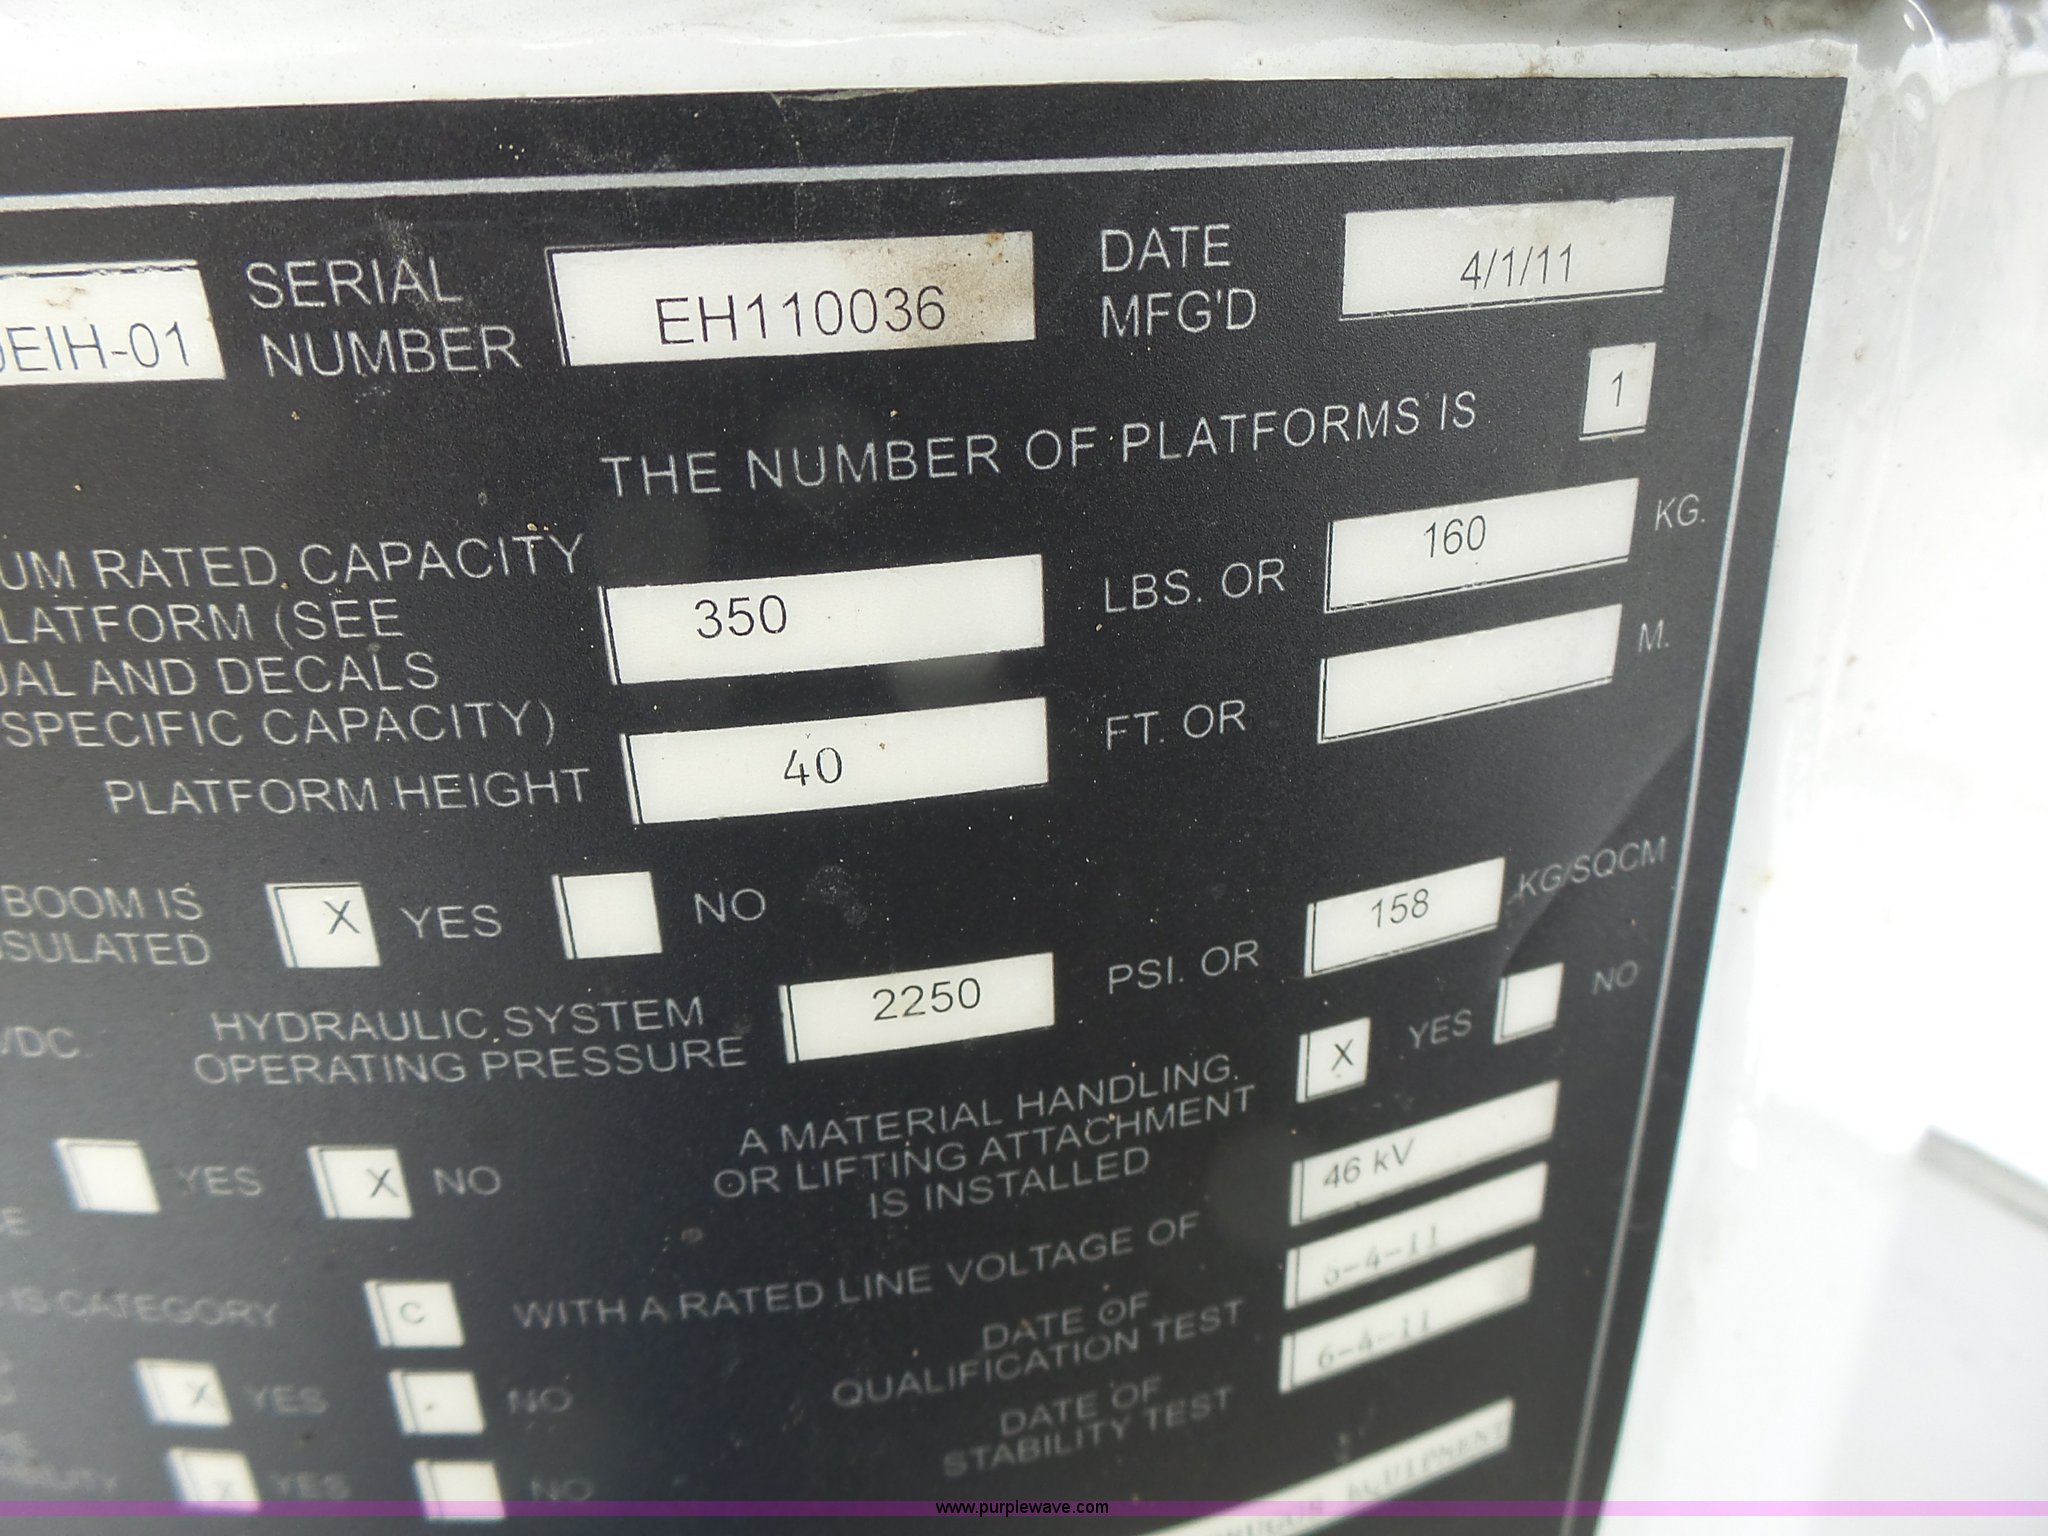 EIH-01 SERIAL NUMBER EH110036 DATE MFG'D 4/1/11
THE NUMBER OF PLATFORMS IS 1
UM RATED CAPACITY
LATFORM (SEE 350 LBS. OR 160 KG.
UAL AND DECALS
SPECIFIC CAPACITY)
PLATFORM HEIGHT 40 FT. OR M.
BOOM IS
SULATED X YES NO
/DC. HYDRAULIC SYSTEM
OPERATING PRESSURE 2250 PSI. OR 158 KG/SQCM
YES X NO
A MATERIAL HANDLING
OR LIFTING ATTACHMENT
IS INSTALLED X YES NO
IS CATEGORY C WITH A RATED LINE VOLTAGE OF 46 kV
X YES NO
DATE OF
QUALIFICATION TEST -4-11
X YES NO
DATE OF
STABILITY TEST 6-4-11
EQUIPMENT
www.purplewave.com